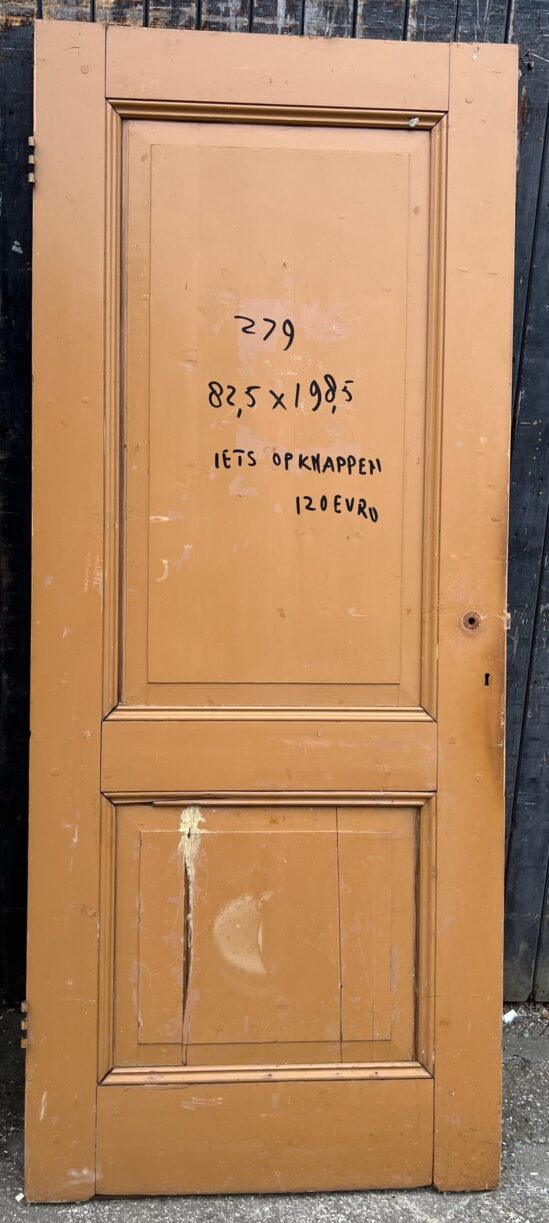 279
82,5 x 198,5
IETS OPKNAPPEN
120 EURO